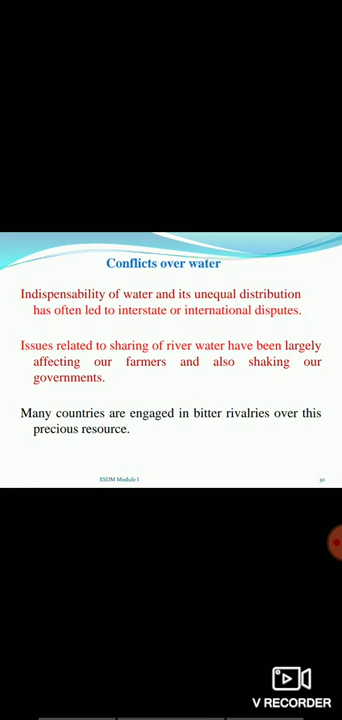 Conflicts over water
Indispensability of water and its unequal distribution
has often led to interstate or international disputes.
Issues related to sharing of river water have been largely
affecting our farmers and also shaking our
governments.
Many countries are engaged in bitter rivalries over this
precious resource.
ESDM Module I
30
V RECORDER